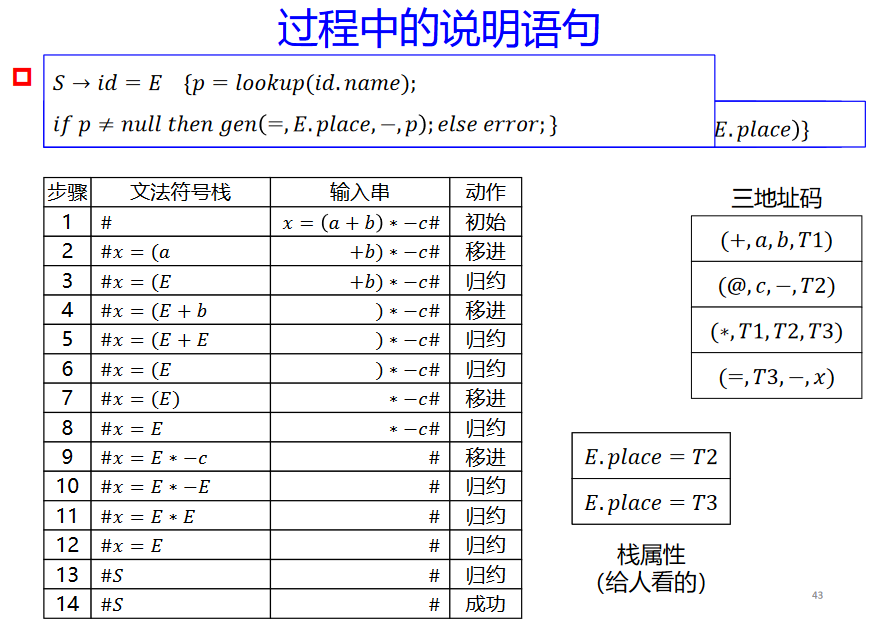 过程中的说明语句
S → id = E {p = lookup(id.name);
if p ≠ null then gen(=, E.place, −, p); else error; }
E.place)}
步骤 文法符号栈 输入串 动作
1 # x = (a + b) ∗ −c# 初始
2 #x = (a +b) ∗ −c# 移进
3 #x = (E +b) ∗ −c# 归约
4 #x = (E + b ) ∗ −c# 移进
5 #x = (E + E ) ∗ −c# 归约
6 #x = (E ) ∗ −c# 归约
7 #x = (E) ∗ −c# 移进
8 #x = E ∗ −c# 归约
9 #x = E ∗ −c # 移进
10 #x = E ∗ −E # 归约
11 #x = E ∗ E # 归约
12 #x = E # 归约
13 #S # 归约
14 #S # 成功
三地址码
(+, a, b, T1)
(@, c, −, T2)
(∗, T1, T2, T3)
(=, T3, −, x)
E.place = T2
E.place = T3
栈属性
（给人看的）
43